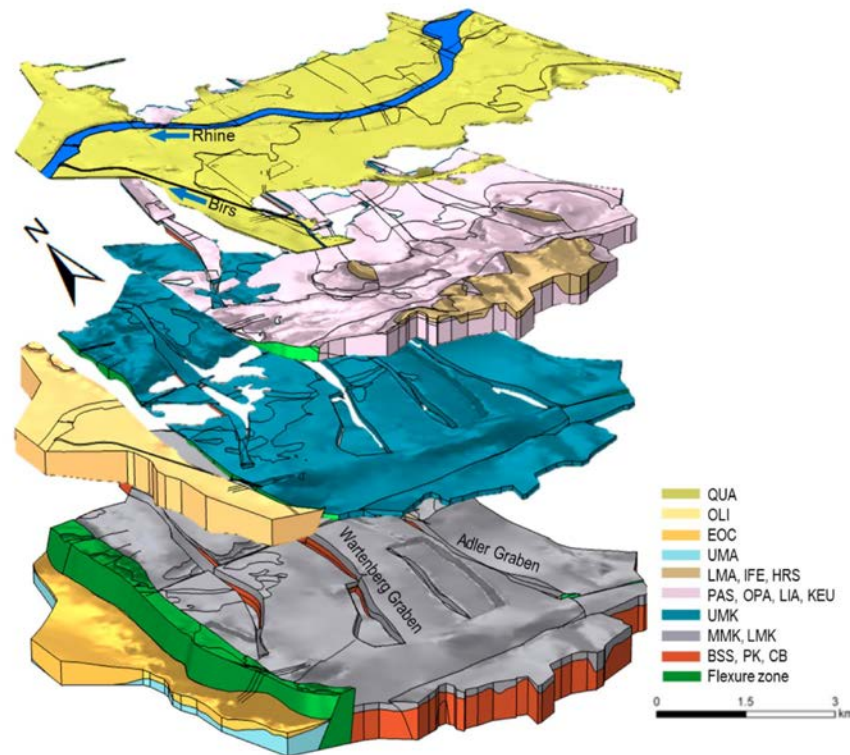 Rhine
Birs
N
Wartenberg Graben
Adler Graben
QUA
OLI
EOC
UMA
LMA, IFE, HRS
PAS, OPA, LIA, KEU
UMK
MMK, LMK
BSS, PK, CB
Flexure zone
0 1.5 3
km